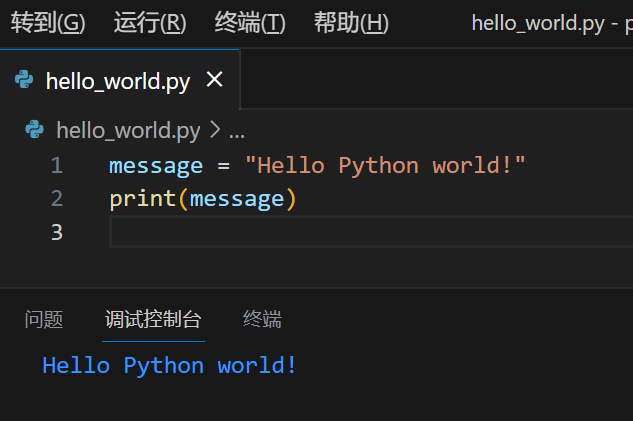 转到(G) 运行(R) 终端(T) 帮助(H) hello_world.py - p
hello_world.py ×
hello_world.py > ...
1 message = "Hello Python world!"
2 print(message)
3
问题 调试控制台 终端
Hello Python world!